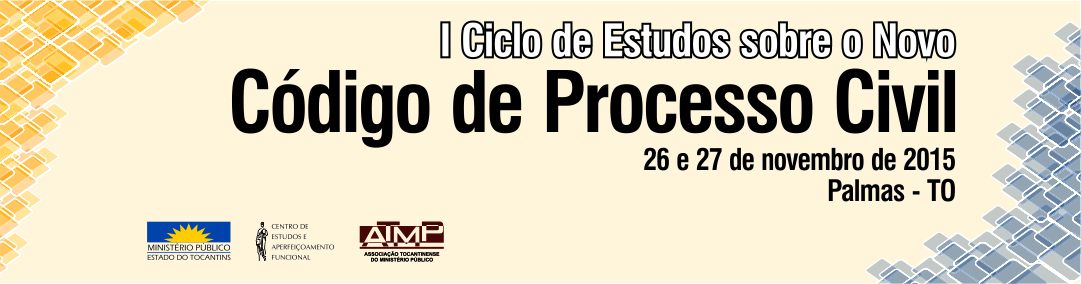 I Ciclo de Estudos sobre o Novo
Código de Processo Civil
26 e 27 de novembro de 2015
Palmas - TO
MINISTÉRIO PÚBLICO
ESTADO DO TOCANTINS
CENTRO DE
ESTUDOS E
APERFEIÇOAMENTO
FUNCIONAL
ATMP
ASSOCIAÇÃO TOCANTINENSE
DO MINISTÉRIO PÚBLICO